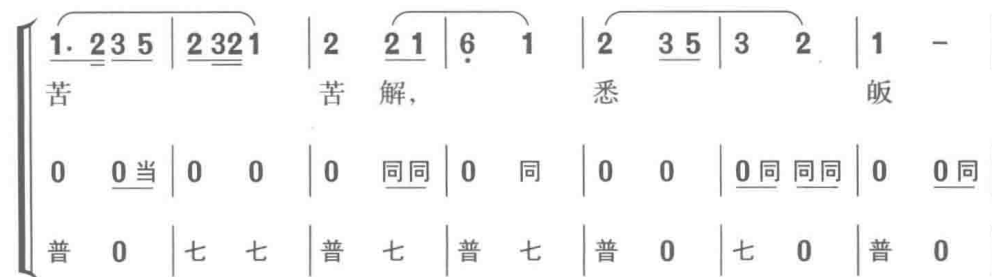 1. 2 3 5 | 2 3 2 1 | 2 2 1 | 6 1 | 2 3 5 | 3 2 | 1 –
苦 苦 解, 悉 皈
0 0 当 | 0 0 | 0 同同 | 0 同 | 0 0 | 0 同 同同 | 0 0 同
普 0 | 七 七 | 普 七 | 普 七 | 普 0 | 七 0 | 普 0